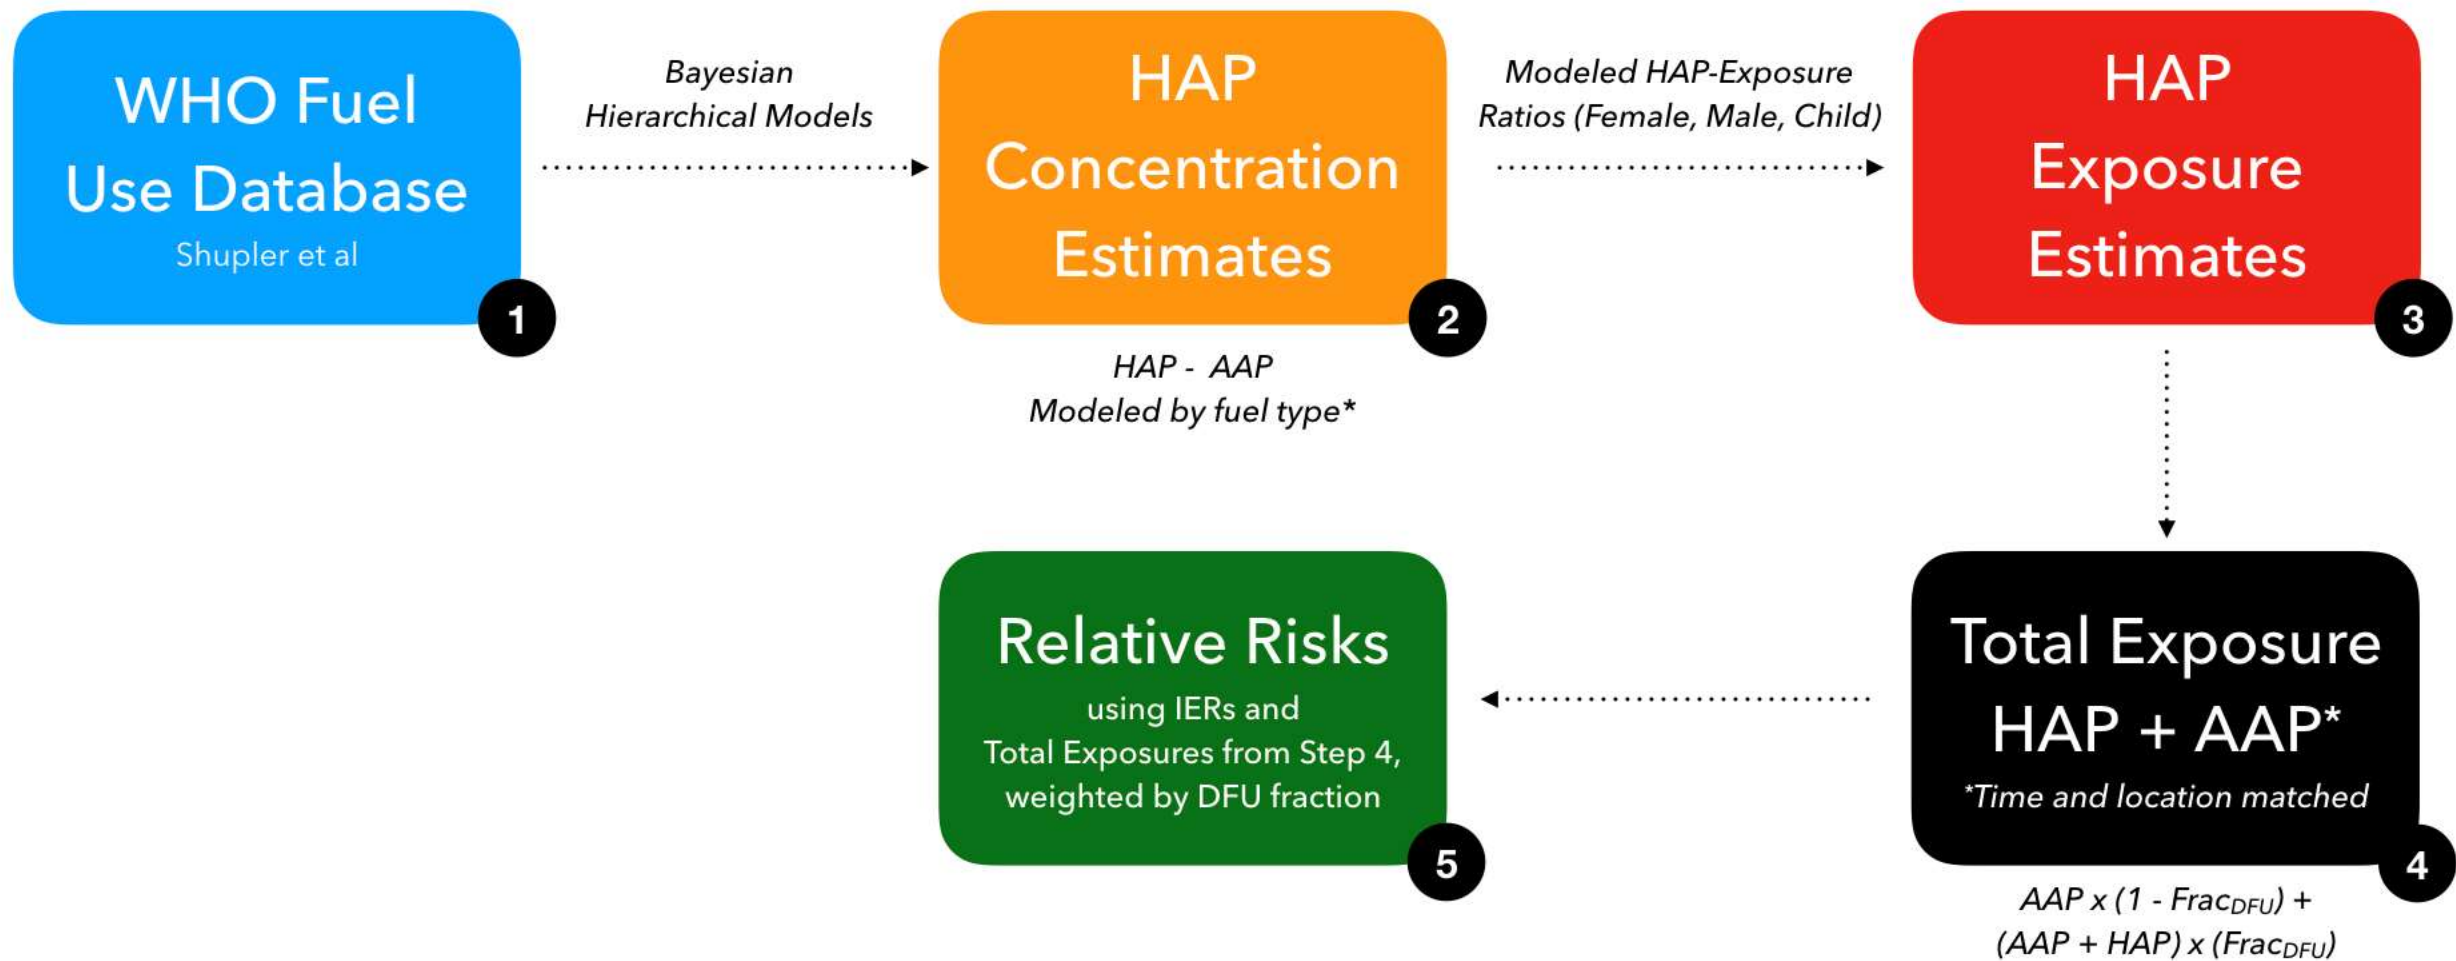 WHO Fuel
Use Database
Shupler et al
1
Bayesian
Hierarchical Models
HAP
Concentration
Estimates
2
HAP - AAP
Modeled by fuel type*
Modeled HAP-Exposure
Ratios (Female, Male, Child)
HAP
Exposure
Estimates
3
Total Exposure
HAP + AAP*
*Time and location matched
4
AAP x (1 - FracDFU) +
(AAP + HAP) x (FracDFU)
Relative Risks
using IERs and
Total Exposures from Step 4,
weighted by DFU fraction
5